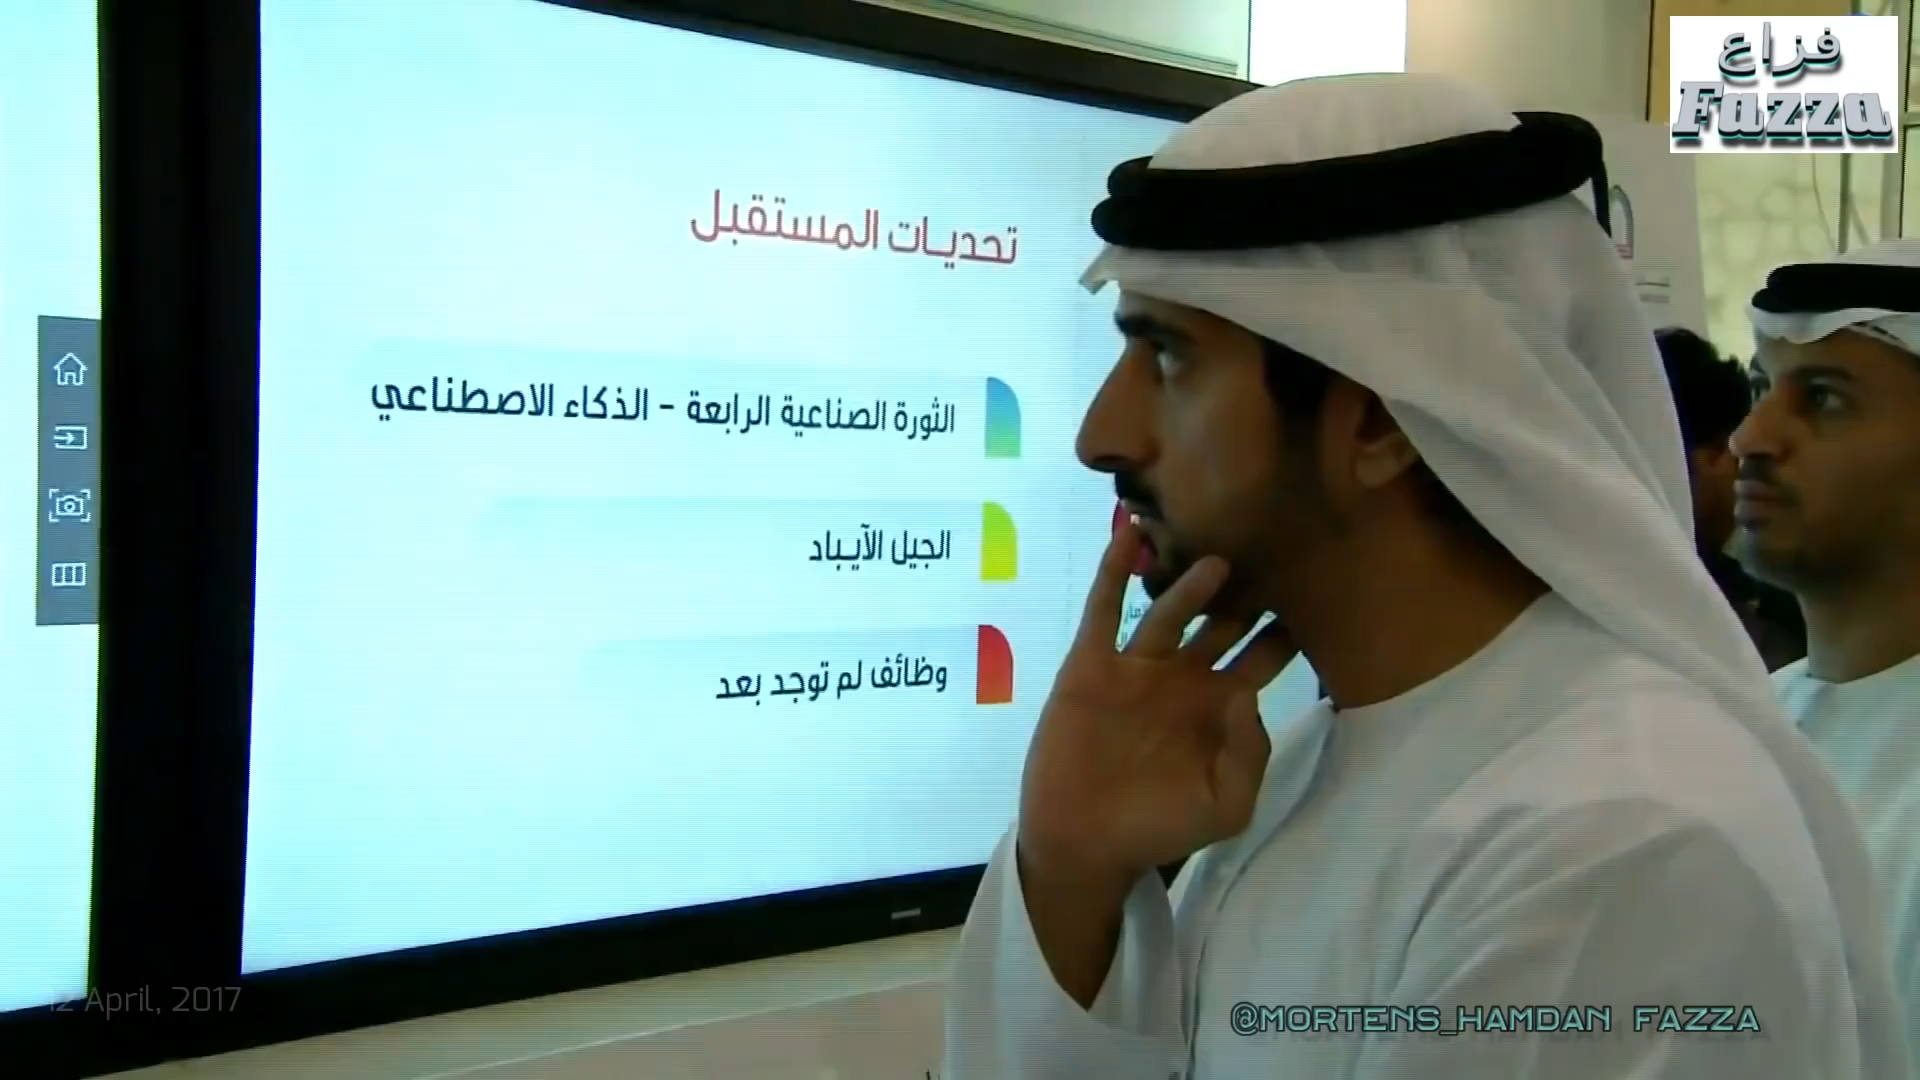 فزاع
Fazza
تحديات المستقبل
الثورة الصناعية الرابعة - الذكاء الاصطناعي
الجيل الآيباد
وظائف لم توجد بعد
12 April, 2017
@MORTENS_HAMDAN FAZZA